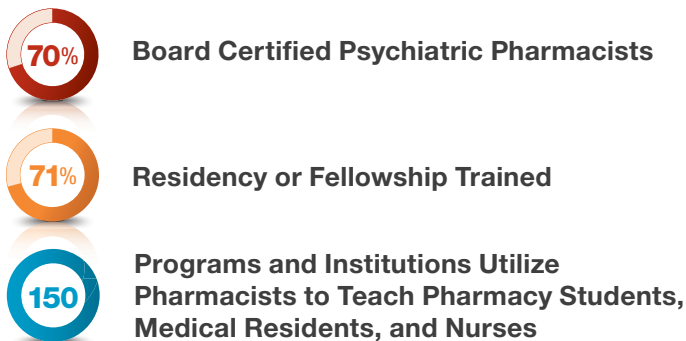 70%
Board Certified Psychiatric Pharmacists
71%
Residency or Fellowship Trained
150
Programs and Institutions Utilize
Pharmacists to Teach Pharmacy Students,
Medical Residents, and Nurses